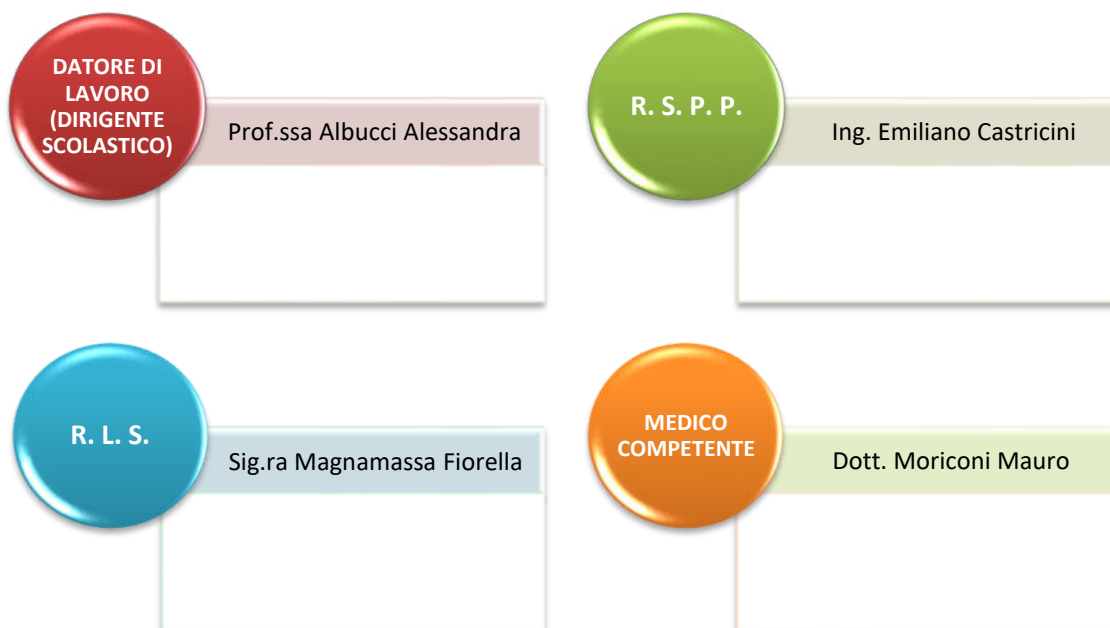 DATORE DI
LAVORO
(DIRIGENTE
SCOLASTICO)
Prof.ssa Albucci Alessandra
R. S. P. P.
Ing. Emiliano Castricini
R. L. S.
Sig.ra Magnamassa Fiorella
MEDICO
COMPETENTE
Dott. Moriconi Mauro